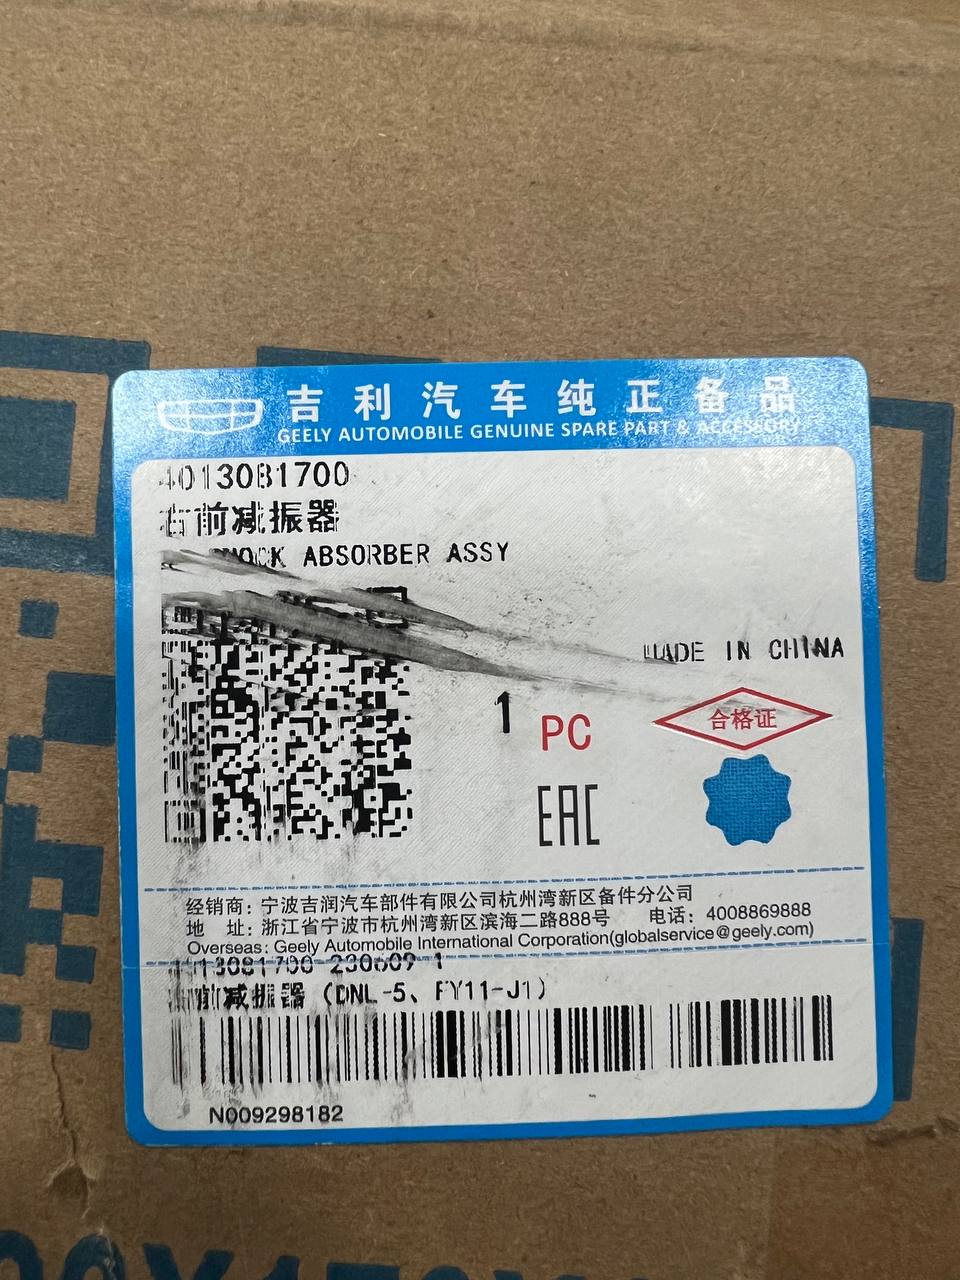 吉利汽车纯正备品
GEELY AUTOMOBILE GENUINE SPARE PART & ACCESSORY
4013081700
右前减振器
SHOCK ABSORBER ASSY
MADE IN CHINA
1 PC
合格证
EAC
经销商: 宁波吉润汽车部件有限公司杭州湾新区备件分公司
地 址: 浙江省宁波市杭州湾新区滨海二路888号 电话: 4008869888
Overseas: Geely Automobile International Corporation(globalservice@geely.com)
4013081700-230609-1
右前减振器 (DNL-5、FY11-J1)
N009298182